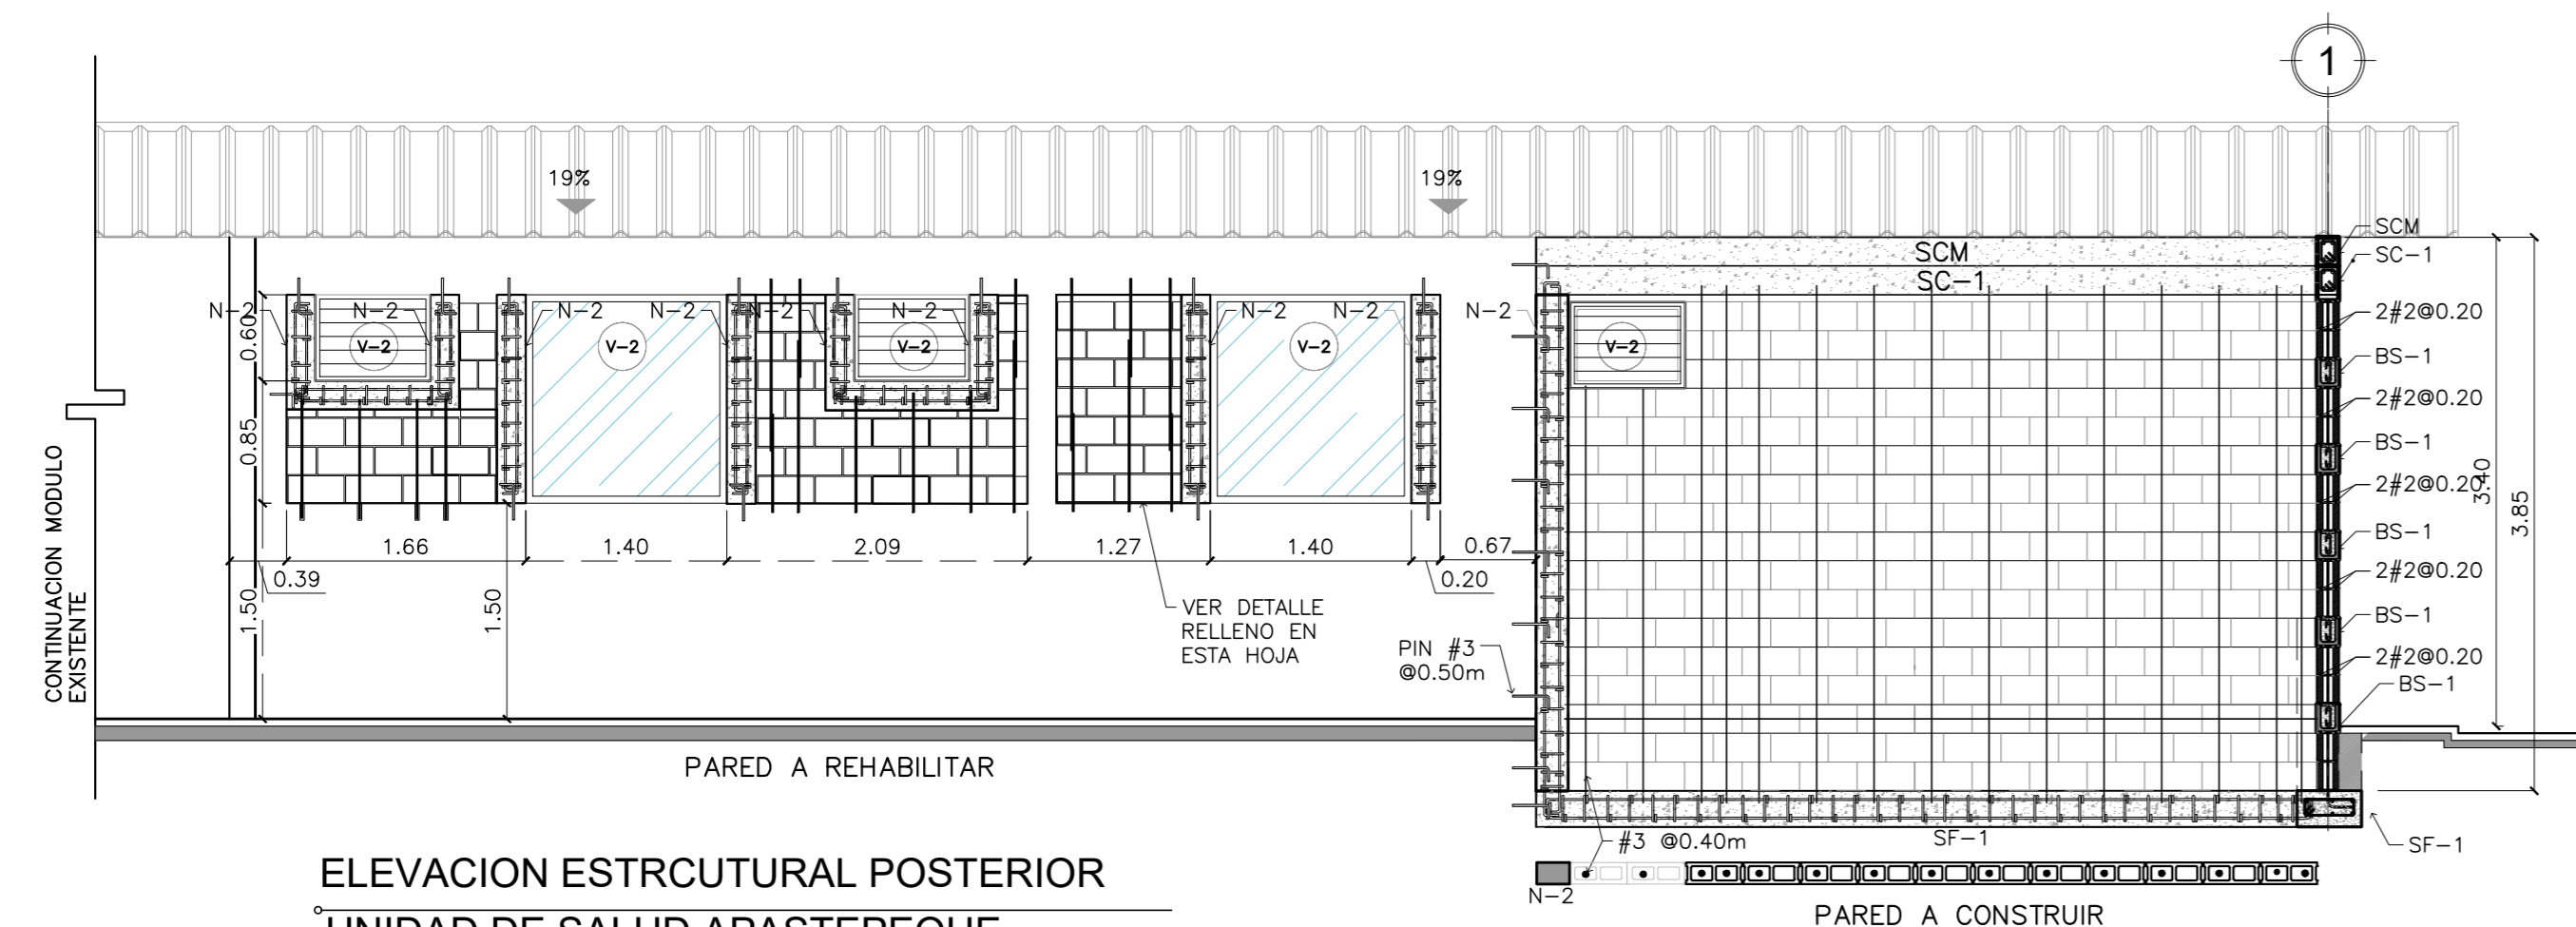 1
19%
19%
SCM
SC-1
SCM
SC-1
N-2
N-2
N-2
N-2
N-2
N-2
N-2
N-2
N-2
V-2
V-2
V-2
V-2
V-2
V-2
2#2@0.20
BS-1
2#2@0.20
BS-1
2#2@0.20
BS-1
2#2@0.20
BS-1
2#2@0.20
BS-1
3.40
3.85
0.60
0.85
1.50
1.50
1.66
1.40
2.09
1.27
1.40
0.67
0.39
0.20
CONTINUACION MODULO
EXISTENTE
VER DETALLE
RELLENO EN
ESTA HOJA
PIN #3
@0.50m
PARED A REHABILITAR
#3 @0.40m
SF-1
SF-1
N-2
PARED A CONSTRUIR
ELEVACION ESTRCUTURAL POSTERIOR
UNIDAD DE SALUD APASTEPEQUE